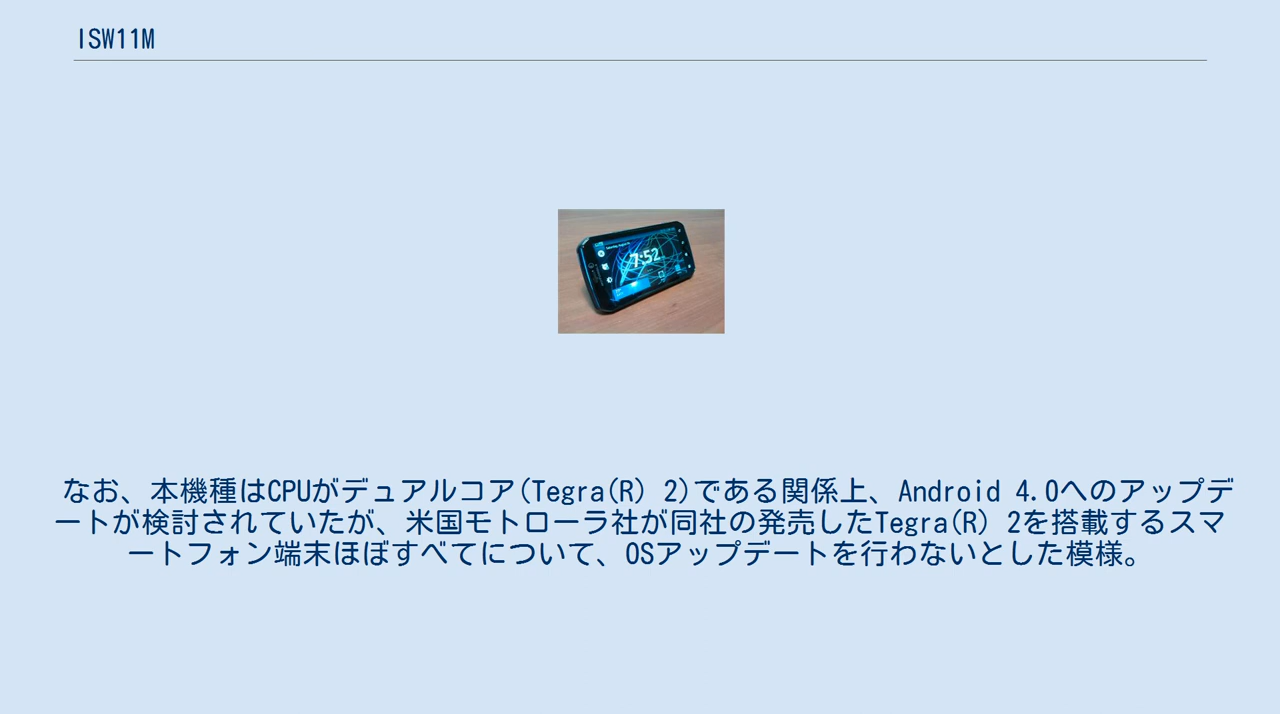 ISW11M
7:52
なお、本機種はCPUがデュアルコア(Tegra(R) 2)である関係上、Android 4.0へのアップデ
ートが検討されていたが、米国モトローラ社が同社の発売したTegra(R) 2を搭載するスマ
ートフォン端末ほぼすべてについて、OSアップデートを行わないとした模様。